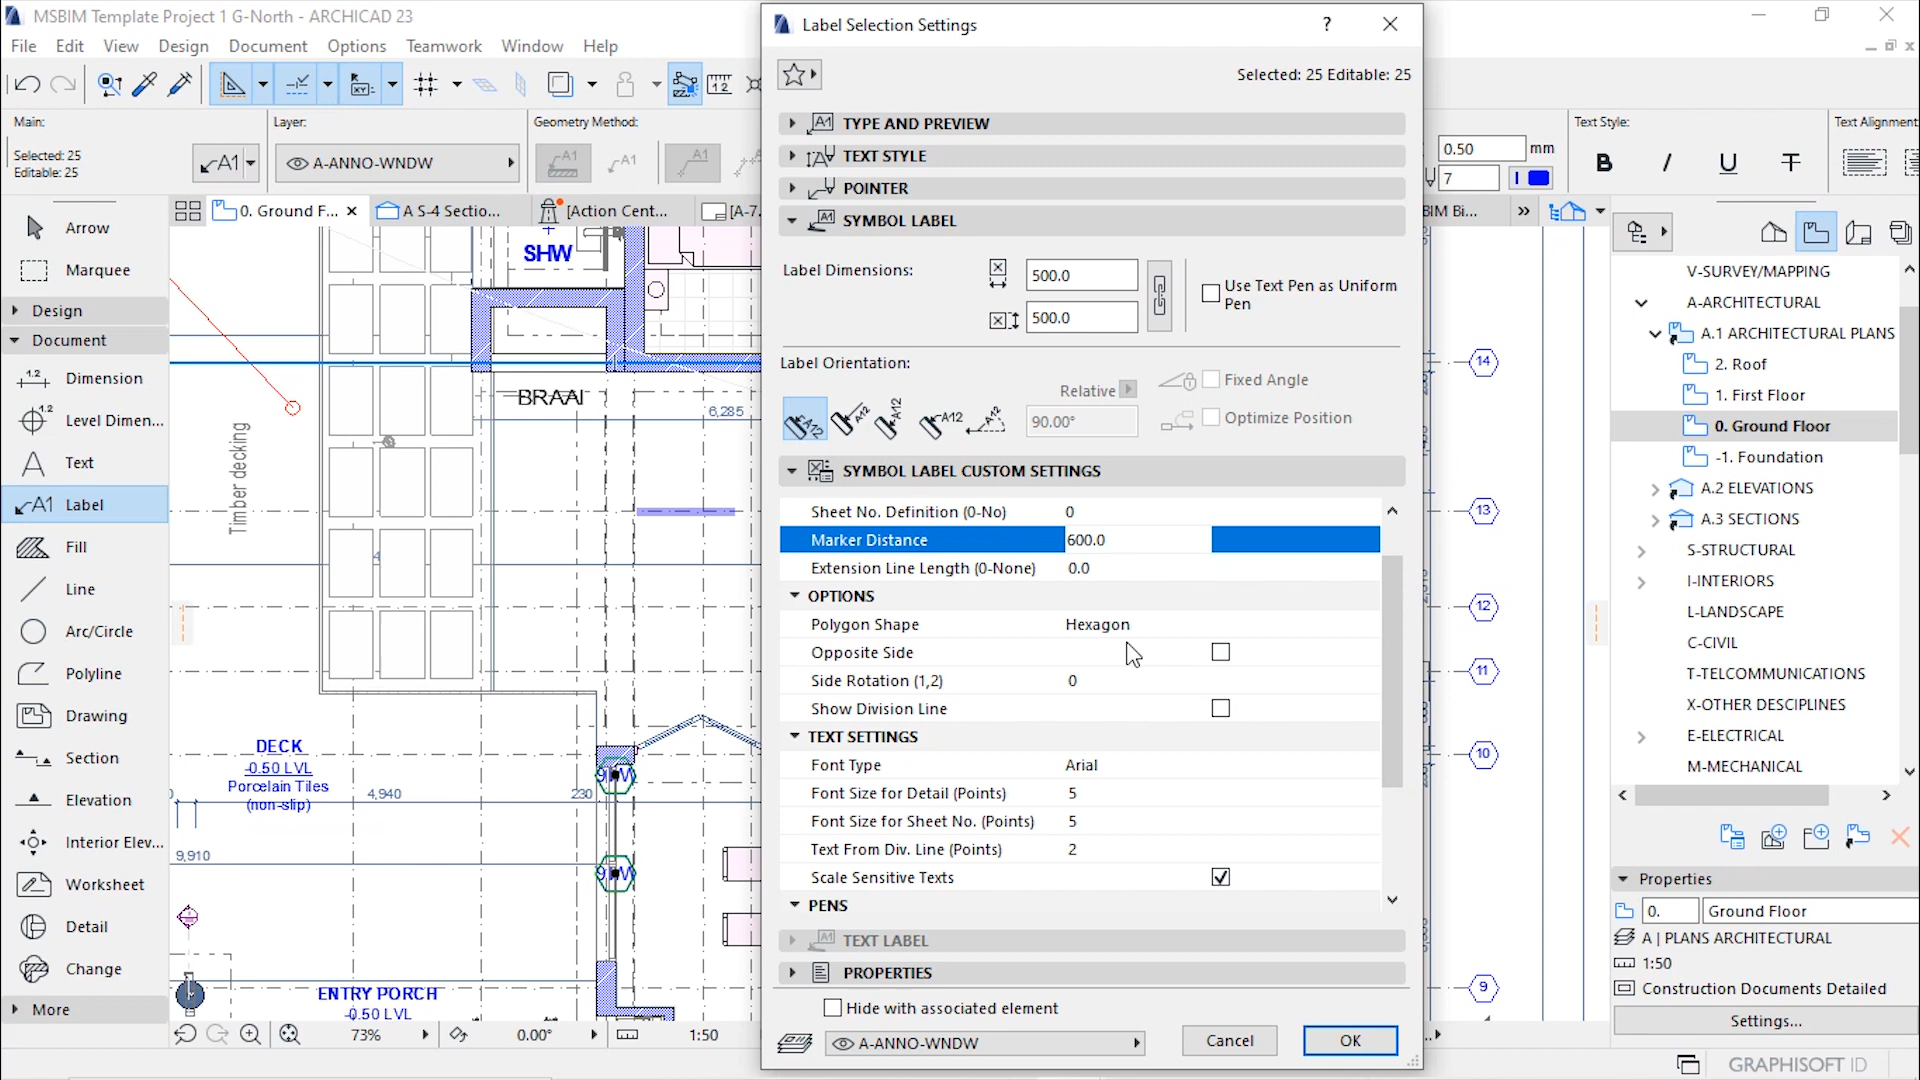 MSBIM Template Project 1 G-North - ARCHICAD 23
File Edit View Design Document Options Teamwork Window Help
Main:
Selected: 25
Editable: 25
Layer:
A-ANNO-WNDW
Geometry Method:
0. Ground F...
A S-4 Sectio...
[Action Cent...
[A-7.
Arrow
Marquee
Design
Document
Dimension
Level Dimen...
Text
Label
Fill
Line
Arc/Circle
Polyline
Drawing
Section
Elevation
Interior Elev...
Worksheet
Detail
Change
More
SHW
BRAAI
6,285
Timber decking
4
DECK
-0.50 LVL
Porcelain Tiles
(non-slip)
4,940
230
9,910
ENTRY PORCH
-0.50 LVL
73%
0.00°
1:50
Label Selection Settings
Selected: 25 Editable: 25
TYPE AND PREVIEW
TEXT STYLE
POINTER
SYMBOL LABEL
Label Dimensions:
500.0
500.0
Use Text Pen as Uniform
Pen
Label Orientation:
Relative
90.00°
Fixed Angle
Optimize Position
SYMBOL LABEL CUSTOM SETTINGS
Sheet No. Definition (0-No) 0
Marker Distance 600.0
Extension Line Length (0-None) 0.0
OPTIONS
Polygon Shape Hexagon
Opposite Side
Side Rotation (1,2) 0
Show Division Line
TEXT SETTINGS
Font Type Arial
Font Size for Detail (Points) 5
Font Size for Sheet No. (Points) 5
Text From Div. Line (Points) 2
Scale Sensitive Texts
PENS
TEXT LABEL
PROPERTIES
Hide with associated element
A-ANNO-WNDW
Cancel
OK
0.50 mm
7
Text Style:
B I U T
Text Alignment
BIM Bi...
14
13
12
11
10
9
V-SURVEY/MAPPING
A-ARCHITECTURAL
A.1 ARCHITECTURAL PLANS
2. Roof
1. First Floor
0. Ground Floor
-1. Foundation
A.2 ELEVATIONS
A.3 SECTIONS
S-STRUCTURAL
I-INTERIORS
L-LANDSCAPE
C-CIVIL
T-TELCOMMUNICATIONS
X-OTHER DESCIPLINES
E-ELECTRICAL
M-MECHANICAL
Properties
0. Ground Floor
A | PLANS ARCHITECTURAL
1:50
Construction Documents Detailed
Settings...
GRAPHISOFT ID